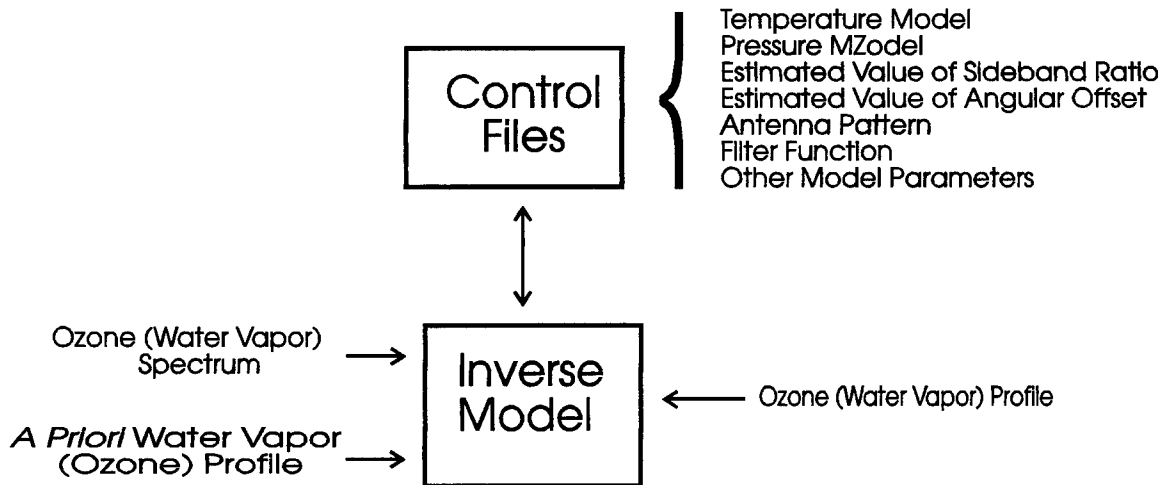 Temperature Model
Pressure MZodel
Estimated Value of Sideband Ratio
Estimated Value of Angular Offset
Antenna Pattern
Filter Function
Other Model Parameters
Control
Files
Ozone (Water Vapor)
Spectrum
A Priori Water Vapor
(Ozone) Profile
Inverse
Model
Ozone (Water Vapor) Profile